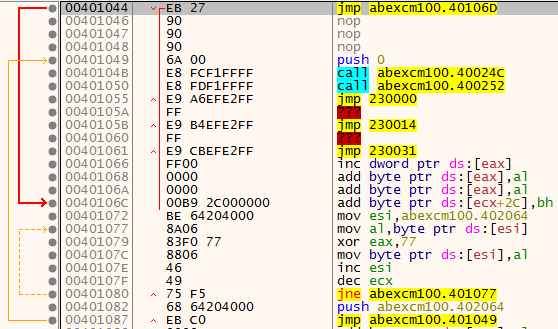 00401044 EB 27 jmp abexcm100.40106D
00401046 90 nop
00401047 90 nop
00401048 90 nop
00401049 6A 00 push 0
0040104B E8 FCF1FFFF call abexcm100.40024C
00401050 E8 FDF1FFFF call abexcm100.400252
00401055 E9 A6EFE2FF jmp 230000
0040105A FF ???
0040105B E9 B4EFE2FF jmp 230014
00401060 FF ???
00401061 E9 CBEFE2FF jmp 230031
00401066 FF00 inc dword ptr ds:[eax]
00401068 0000 add byte ptr ds:[eax],al
0040106A 0000 add byte ptr ds:[eax],al
0040106C 00B9 2C000000 add byte ptr ds:[ecx+2C],bh
00401072 BE 64204000 mov esi,abexcm100.402064
00401077 8A06 mov al,byte ptr ds:[esi]
00401079 83F0 77 xor eax,77
0040107C 8806 mov byte ptr ds:[esi],al
0040107E 46 inc esi
0040107F 49 dec ecx
00401080 75 F5 jne abexcm100.401077
00401082 68 64204000 push abexcm100.402064
00401087 EB C0 jmp abexcm100.401049